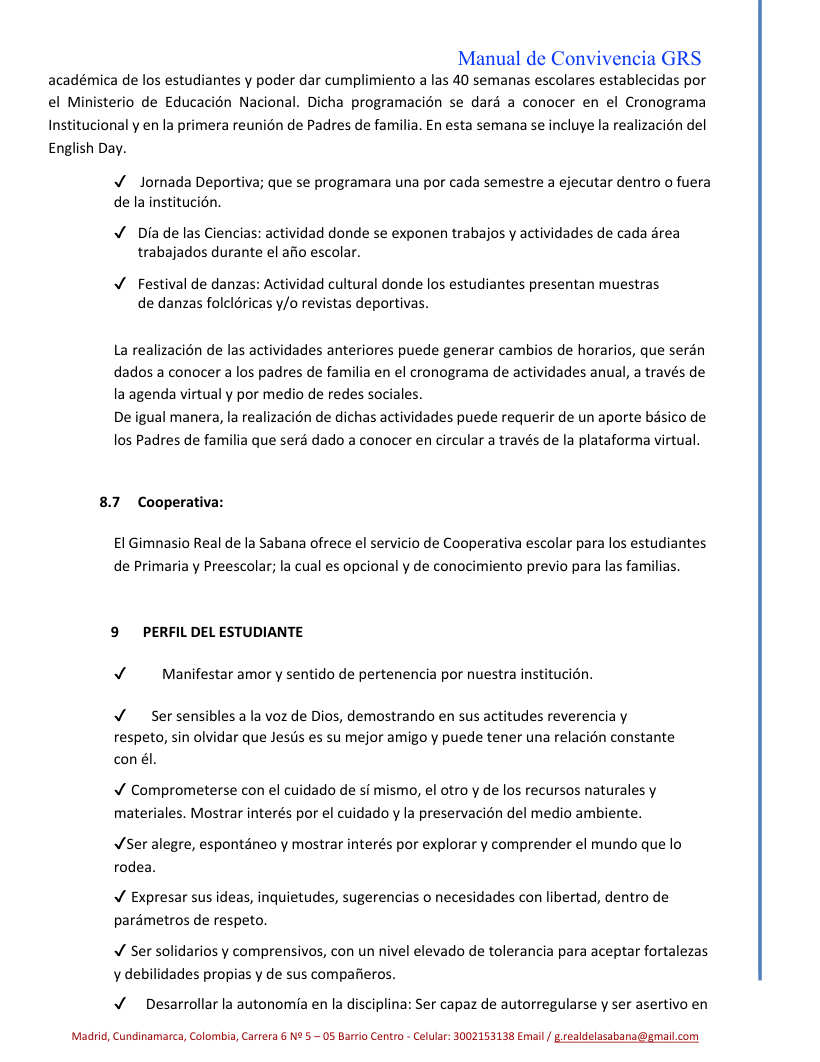 Manual de Convivencia GRS
académica de los estudiantes y poder dar cumplimiento a las 40 semanas escolares establecidas por
el Ministerio de Educación Nacional. Dicha programación se dará a conocer en el Cronograma
Institucional y en la primera reunión de Padres de familia. En esta semana se incluye la realización del
English Day.
✓ Jornada Deportiva; que se programara una por cada semestre a ejecutar dentro o fuera
de la institución.
✓ Día de las Ciencias: actividad donde se exponen trabajos y actividades de cada área
trabajados durante el año escolar.
✓ Festival de danzas: Actividad cultural donde los estudiantes presentan muestras
de danzas folclóricas y/o revistas deportivas.
La realización de las actividades anteriores puede generar cambios de horarios, que serán
dados a conocer a los padres de familia en el cronograma de actividades anual, a través de
la agenda virtual y por medio de redes sociales.
De igual manera, la realización de dichas actividades puede requerir de un aporte básico de
los Padres de familia que será dado a conocer en circular a través de la plataforma virtual.
8.7 Cooperativa:
El Gimnasio Real de la Sabana ofrece el servicio de Cooperativa escolar para los estudiantes
de Primaria y Preescolar; la cual es opcional y de conocimiento previo para las familias.
9 PERFIL DEL ESTUDIANTE
✓ Manifestar amor y sentido de pertenencia por nuestra institución.
✓ Ser sensibles a la voz de Dios, demostrando en sus actitudes reverencia y
respeto, sin olvidar que Jesús es su mejor amigo y puede tener una relación constante
con él.
✓ Comprometerse con el cuidado de sí mismo, el otro y de los recursos naturales y
materiales. Mostrar interés por el cuidado y la preservación del medio ambiente.
✓Ser alegre, espontáneo y mostrar interés por explorar y comprender el mundo que lo
rodea.
✓ Expresar sus ideas, inquietudes, sugerencias o necesidades con libertad, dentro de
parámetros de respeto.
✓ Ser solidarios y comprensivos, con un nivel elevado de tolerancia para aceptar fortalezas
y debilidades propias y de sus compañeros.
✓ Desarrollar la autonomía en la disciplina: Ser capaz de autorregularse y ser asertivo en
Madrid, Cundinamarca, Colombia, Carrera 6 Nº 5 – 05 Barrio Centro - Celular: 3002153138 Email / g.realdelasabana@gmail.com